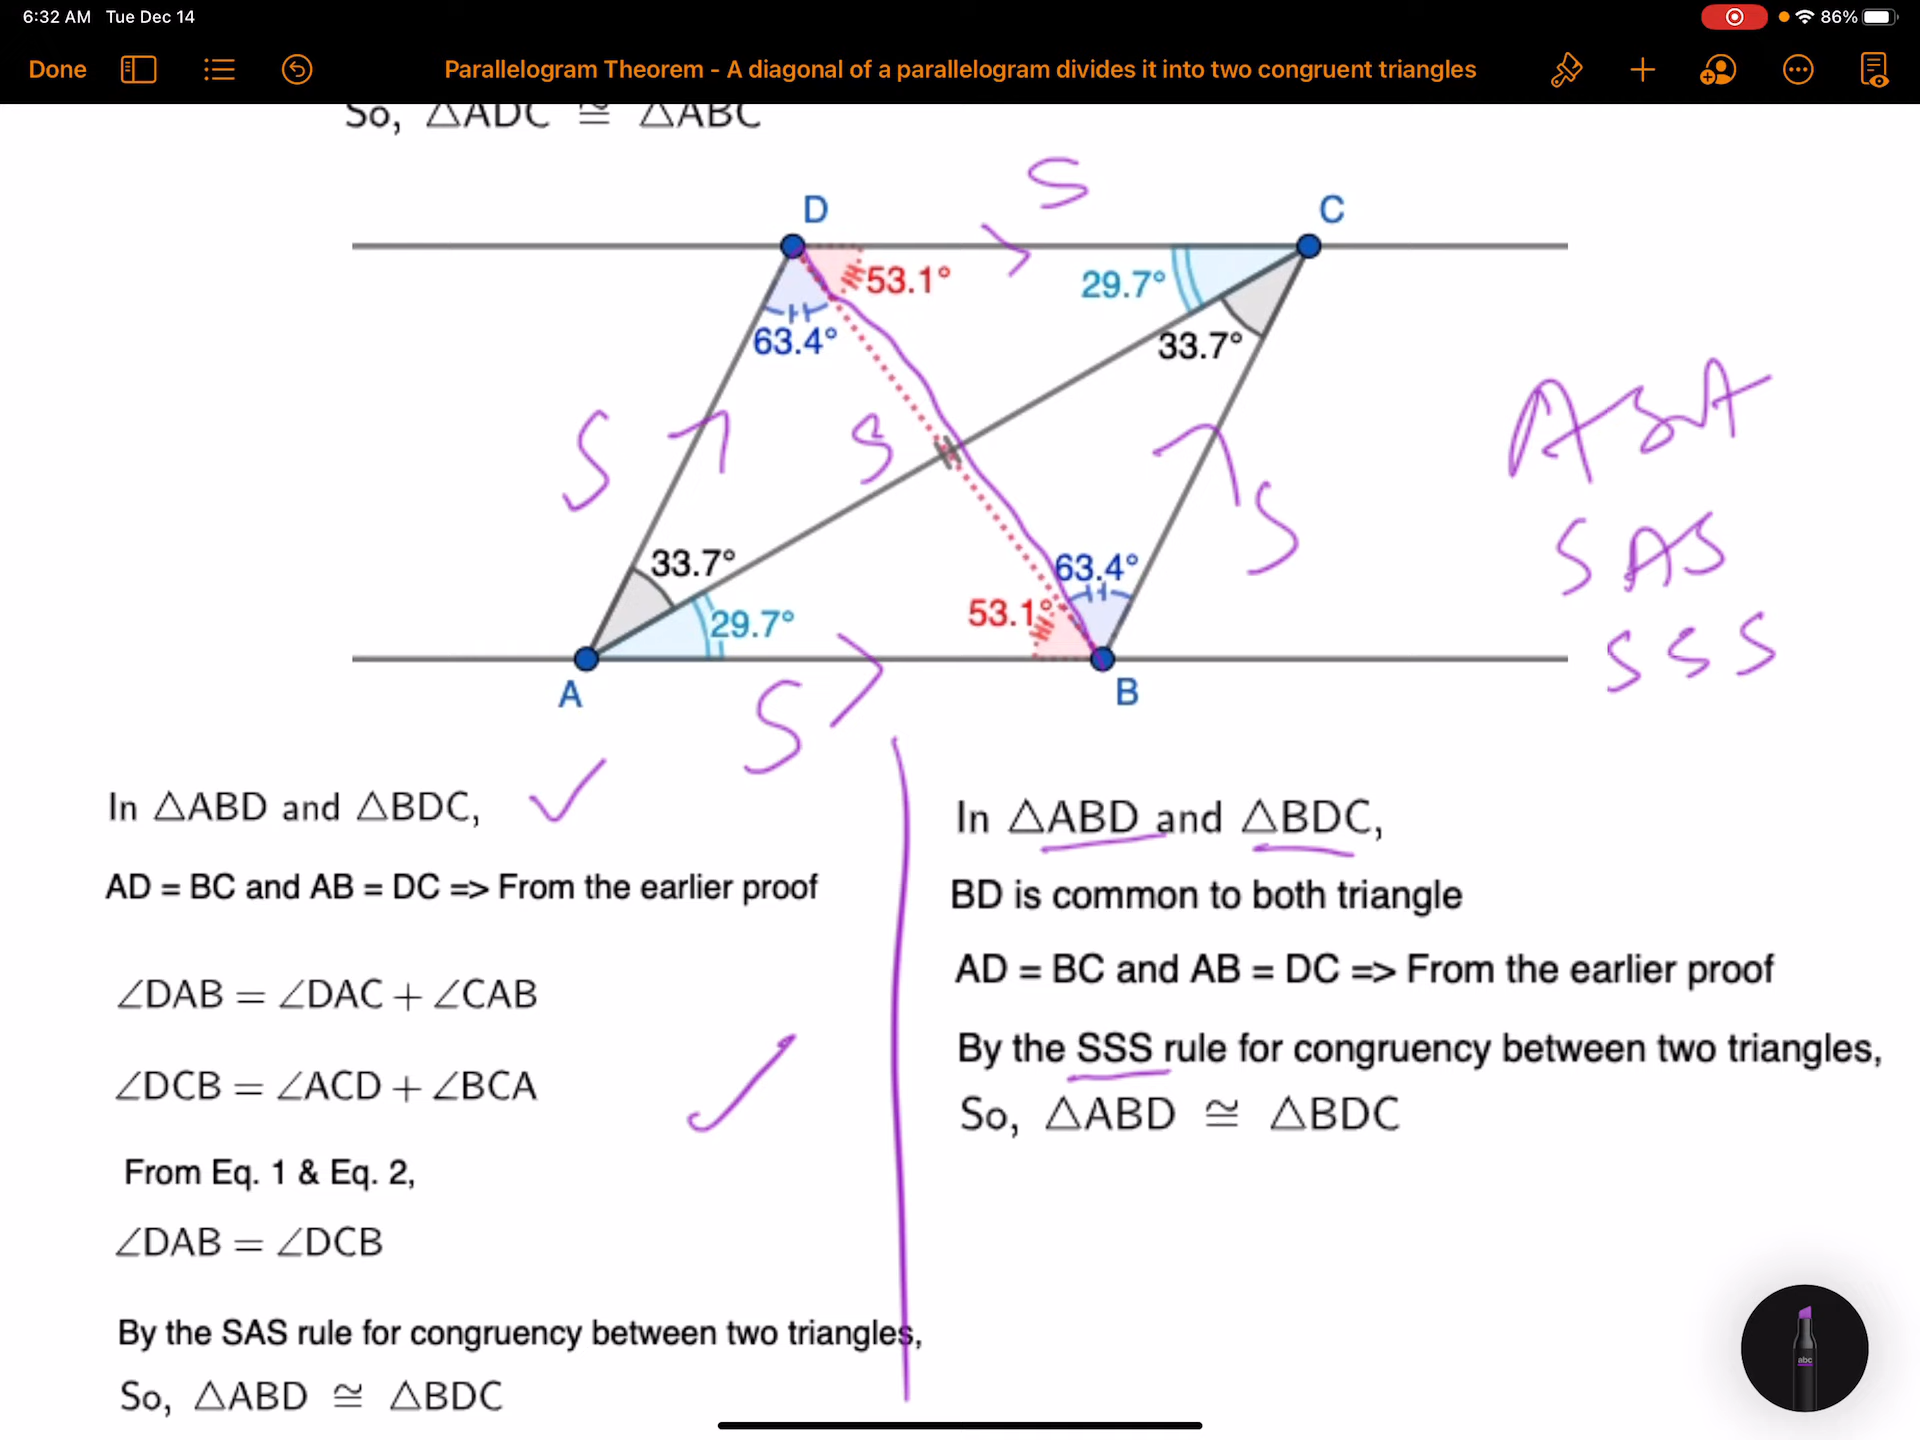 6:32 AM Tue Dec 14
86%
Done
Parallelogram Theorem - A diagonal of a parallelogram divides it into two congruent triangles
So, △ADC ≅ △ABC
S
D
C
53.1°
29.7°
63.4°
33.7°
S
S
S
ASA
SAS
SSS
33.7°
63.4°
29.7°
53.1°
A
B
S
In △ABD and △BDC,
AD = BC and AB = DC => From the earlier proof
∠DAB = ∠DAC + ∠CAB
∠DCB = ∠ACD + ∠BCA
From Eq. 1 & Eq. 2,
∠DAB = ∠DCB
By the SAS rule for congruency between two triangles,
So, △ABD ≅ △BDC
In △ABD and △BDC,
BD is common to both triangle
AD = BC and AB = DC => From the earlier proof
By the SSS rule for congruency between two triangles,
So, △ABD ≅ △BDC
abc